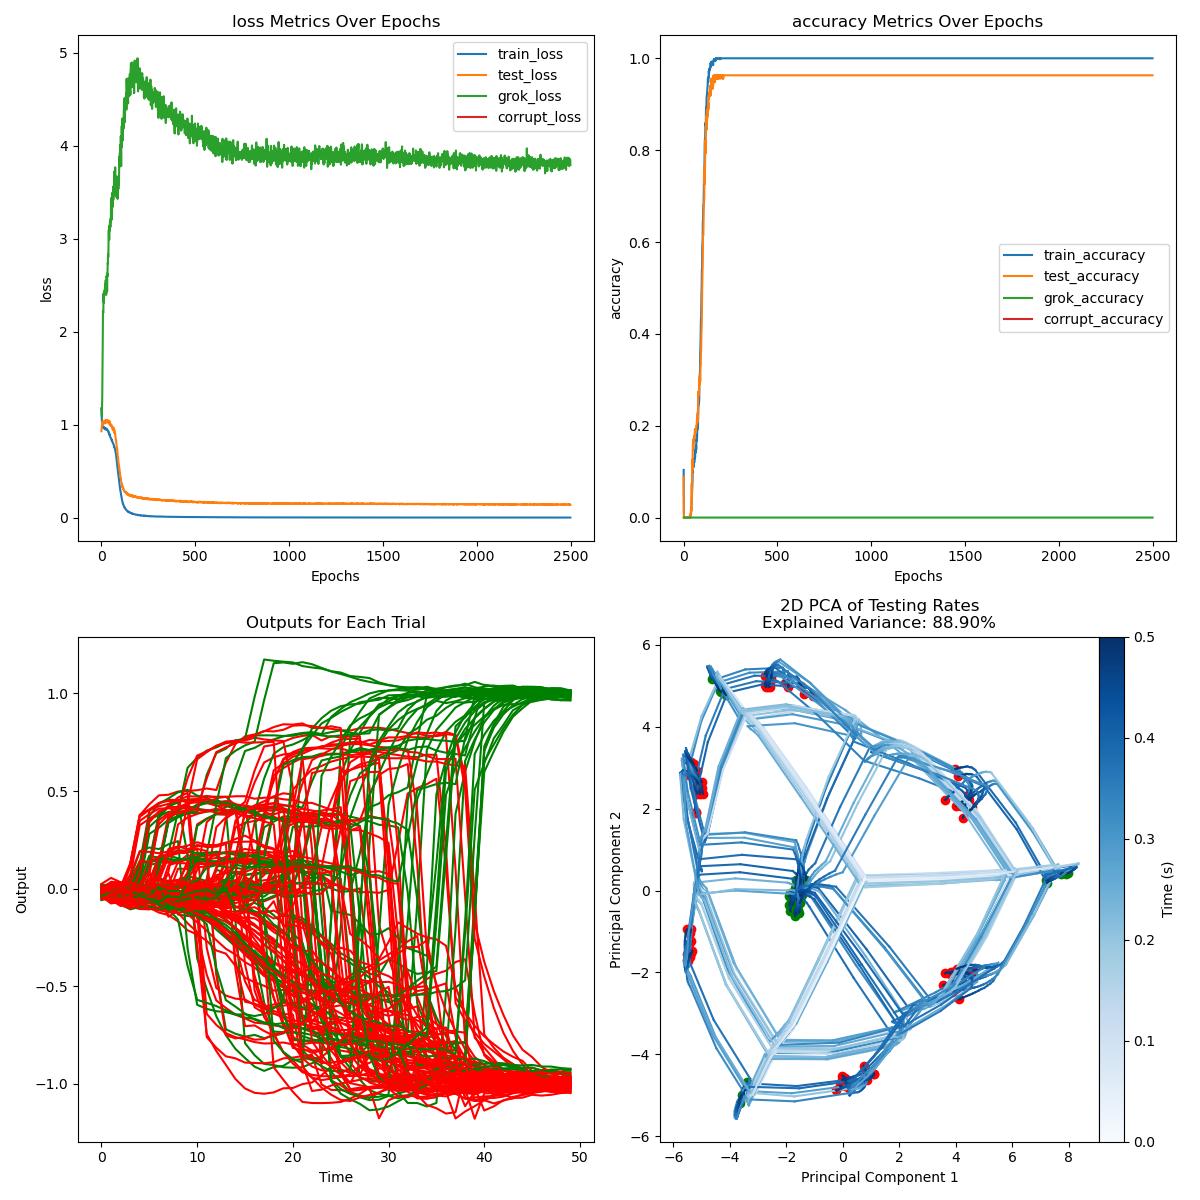 loss Metrics Over Epochs
5
4
3
2
1
0
loss
0
500
1000
1500
2000
2500
Epochs
train_loss
test_loss
grok_loss
corrupt_loss
accuracy Metrics Over Epochs
1.0
0.8
0.6
0.4
0.2
0.0
accuracy
0
500
1000
1500
2000
2500
Epochs
train_accuracy
test_accuracy
grok_accuracy
corrupt_accuracy
Outputs for Each Trial
1.0
0.5
0.0
−0.5
−1.0
Output
0
10
20
30
40
50
Time
2D PCA of Testing Rates
Explained Variance: 88.90%
6
4
2
0
−2
−4
−6
Principal Component 2
−6
−4
−2
0
2
4
6
8
Principal Component 1
0.5
0.4
0.3
0.2
0.1
0.0
Time (s)